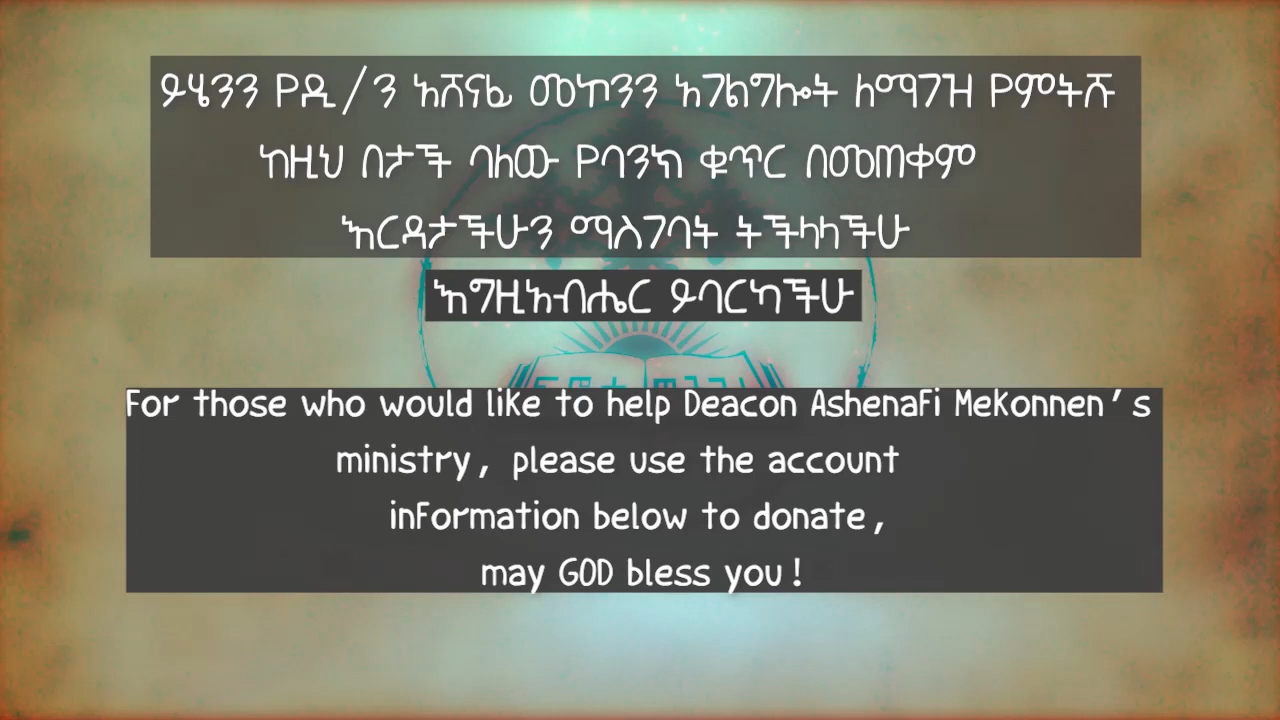 ይሄንን የዲ/ን አሸናፊ መኮንን አገልግሎት ለማገዝ የምትሹ
ከዚህ በታች ባለው የባንክ ቁጥር በመጠቀም
እርዳታችሁን ማስገባት ትችላላችሁ
እግዚአብሔር ይባርካችሁ
For those who would like to help Deacon Ashenafi Mekonnen's
ministry, please use the account
information below to donate,
may GOD bless you!